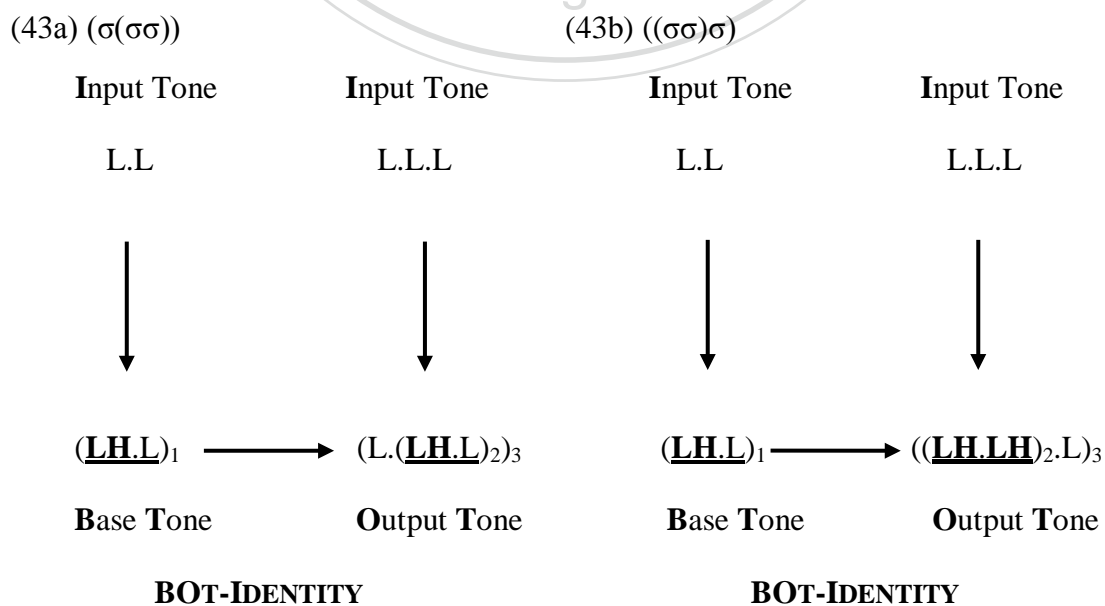 (43a) (σ(σσ)) (43b) ((σσ)σ)
Input Tone Input Tone Input Tone Input Tone
L.L L.L.L L.L L.L.L
(LH.L)₁ (L.(LH.L)₂)₃ (LH.L)₁ ((LH.LH)₂.L)₃
Base Tone Output Tone Base Tone Output Tone
BOT-IDENTITY BOT-IDENTITY